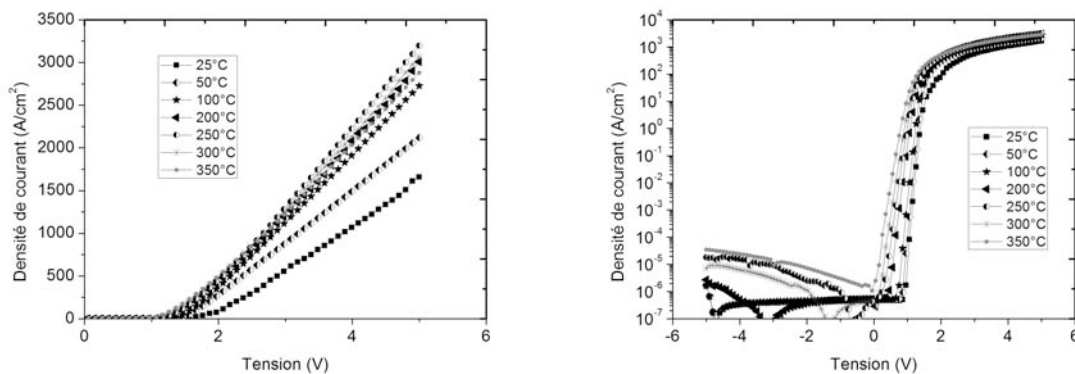 3500
3000
2500
2000
1500
1000
500
0
Densité de courant (A/cm²)
25°C
50°C
100°C
200°C
250°C
300°C
350°C
0 2 4 6
Tension (V)
10⁴
10³
10²
10¹
10⁰
10⁻¹
10⁻²
10⁻³
10⁻⁴
10⁻⁵
10⁻⁶
10⁻⁷
Densité de courant (A/cm²)
25°C
50°C
100°C
200°C
250°C
300°C
350°C
-6 -4 -2 0 2 4 6
Tension (V)